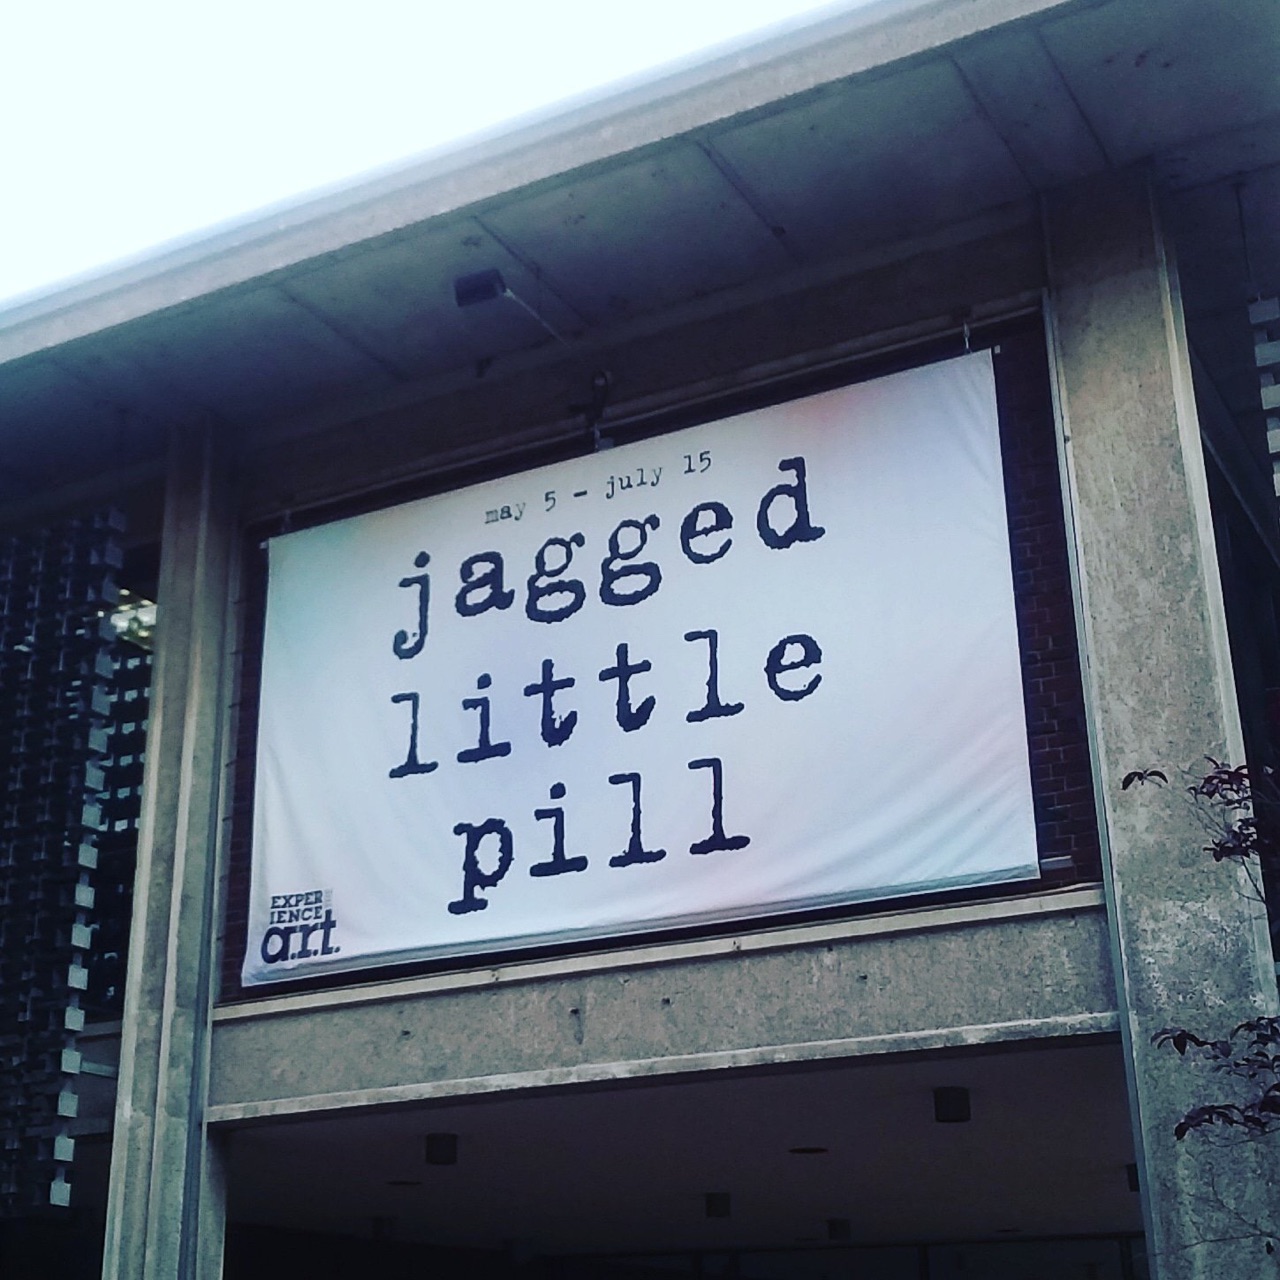 may 5 - july 15
jagged
little
pill
EXPER
IENCE
a.r.t.